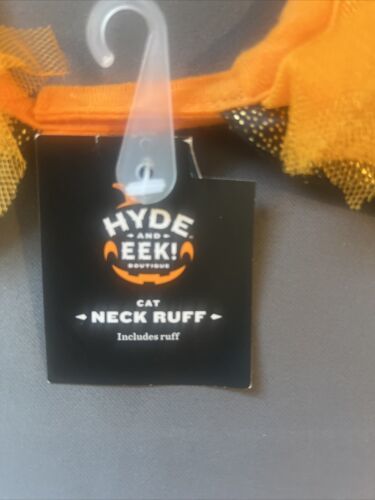 HYDE
AND
EEK!
BOUTIQUE
CAT
NECK RUFF
Includes ruff